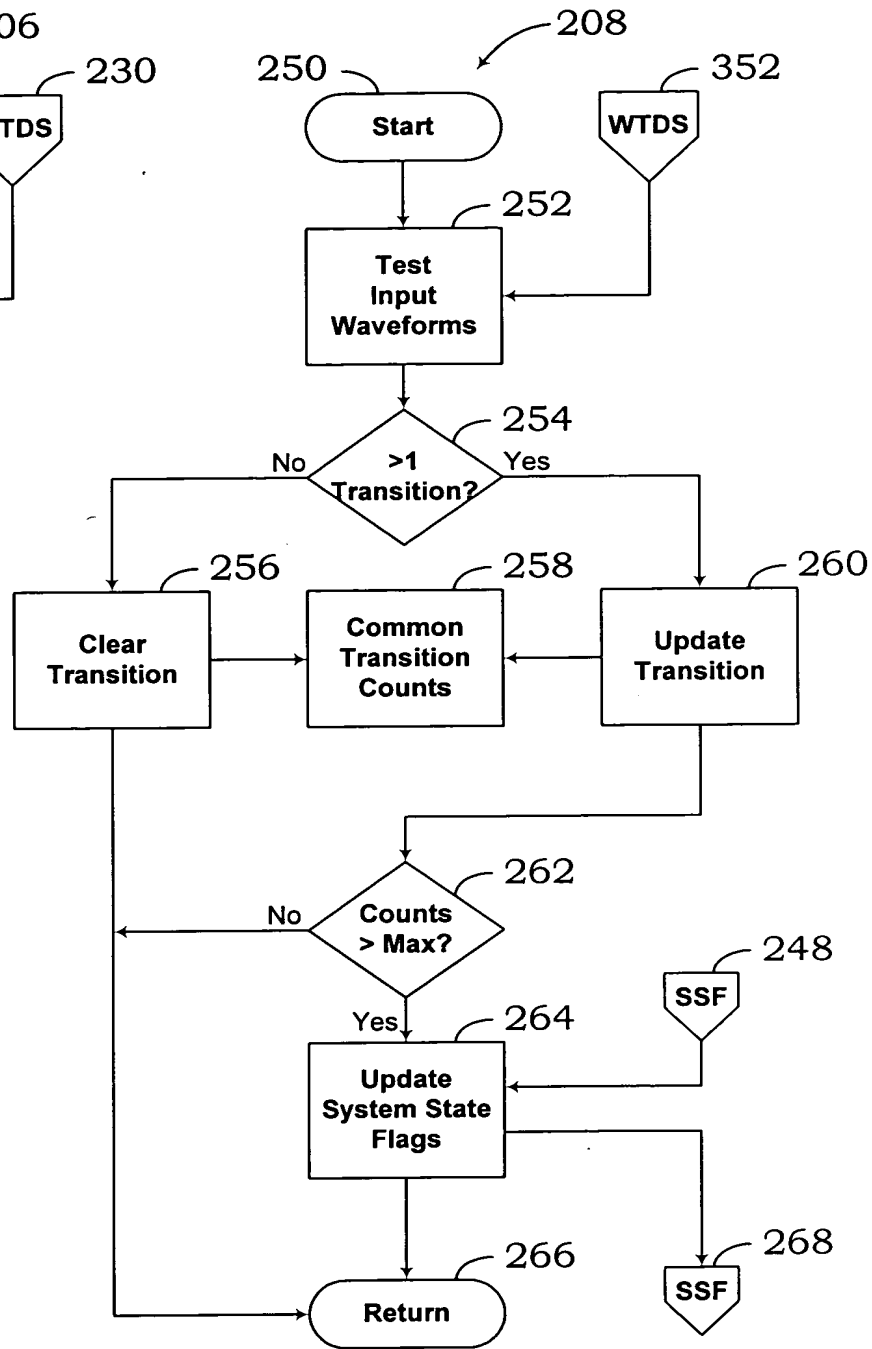 06
208
230
250
352
TDS
Start
WTDS
252
Test
Input
Waveforms
254
No
>1
Transition?
Yes
256
258
260
Clear
Transition
Common
Transition
Counts
Update
Transition
262
No
Counts
> Max?
248
SSF
Yes
264
Update
System State
Flags
266
268
Return
SSF